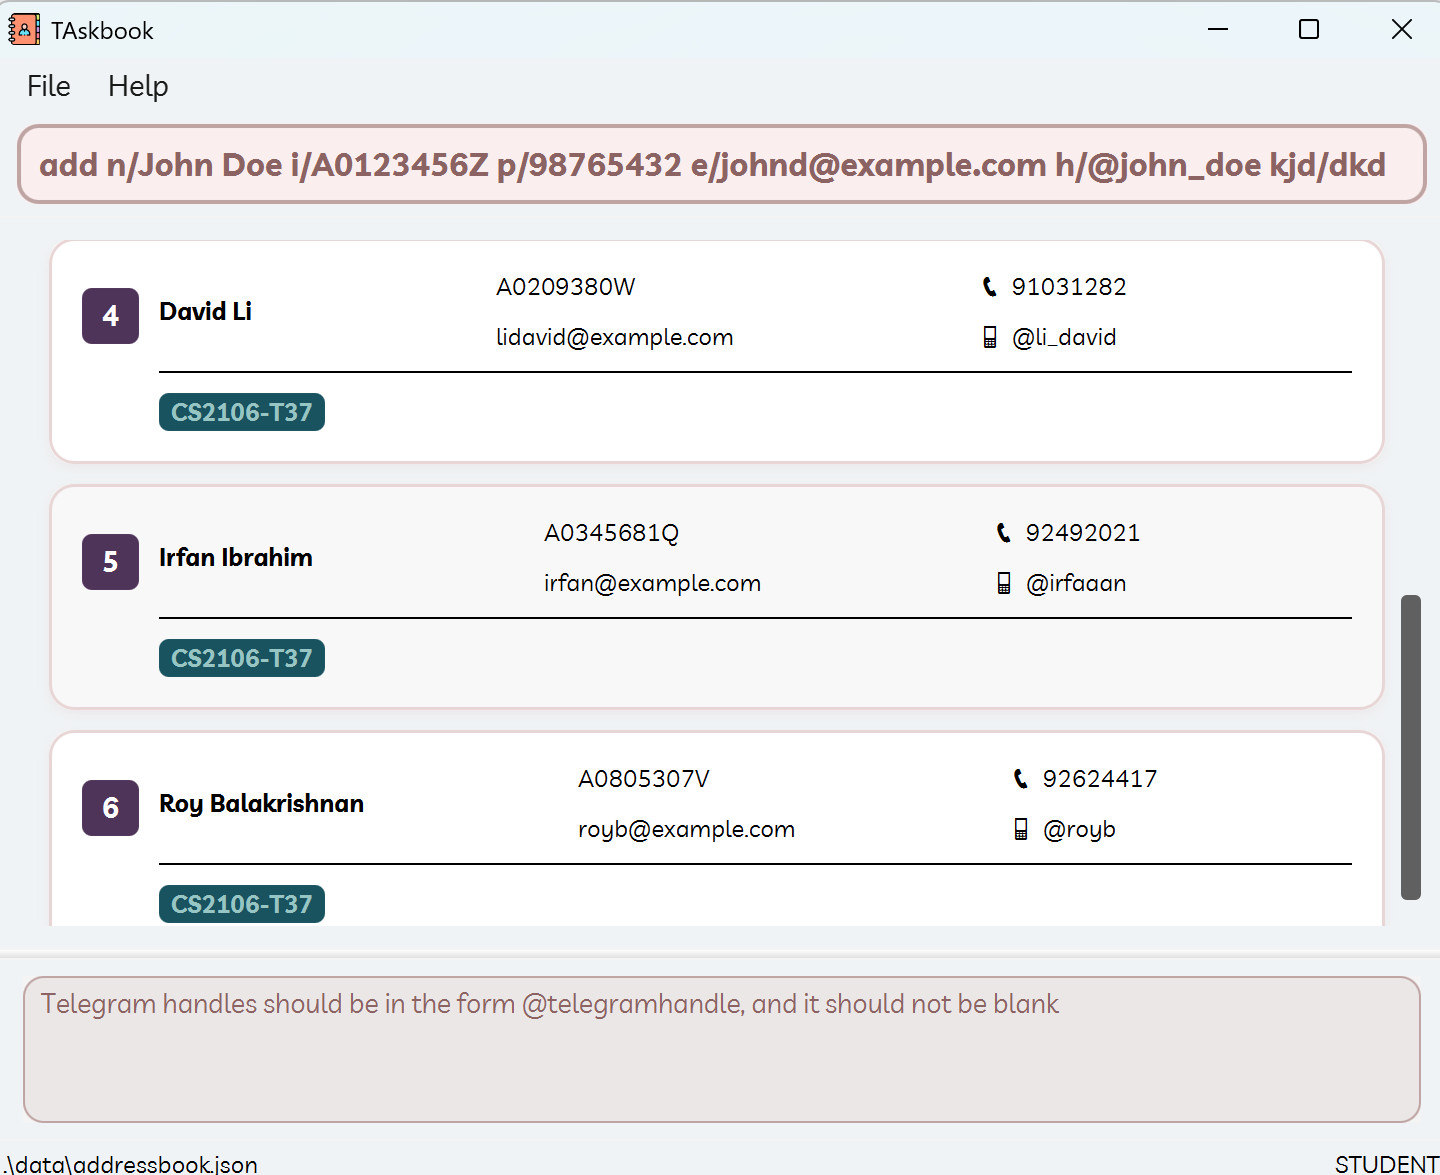 TAskbook
File Help
add n/John Doe i/A0123456Z p/98765432 e/johnd@example.com h/@john_doe kjd/dkd
4 David Li
A0209380W
lidavid@example.com
91031282
@li_david
CS2106-T37
5 Irfan Ibrahim
A0345681Q
irfan@example.com
92492021
@irfaaan
CS2106-T37
6 Roy Balakrishnan
A0805307V
royb@example.com
92624417
@royb
CS2106-T37
Telegram handles should be in the form @telegramhandle, and it should not be blank
.\data\addressbook.json
STUDENT